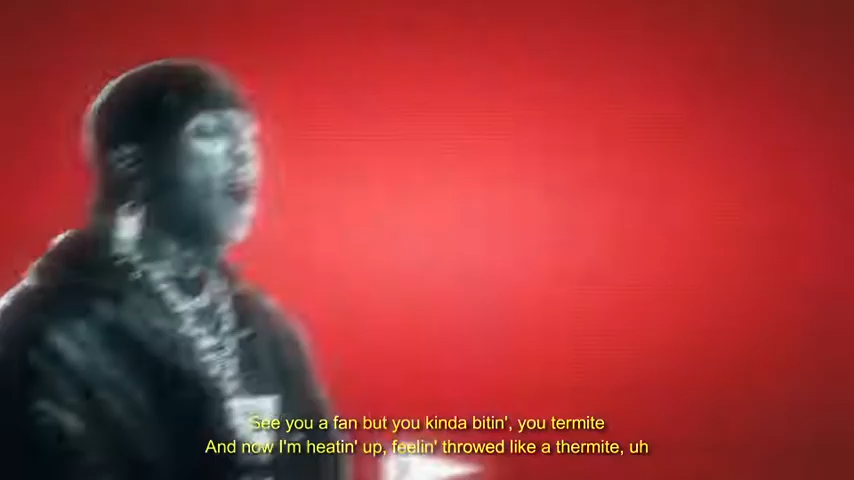 See you a fan but you kinda bitin', you termite
And now I'm heatin' up, feelin' throwed like a thermite, uh